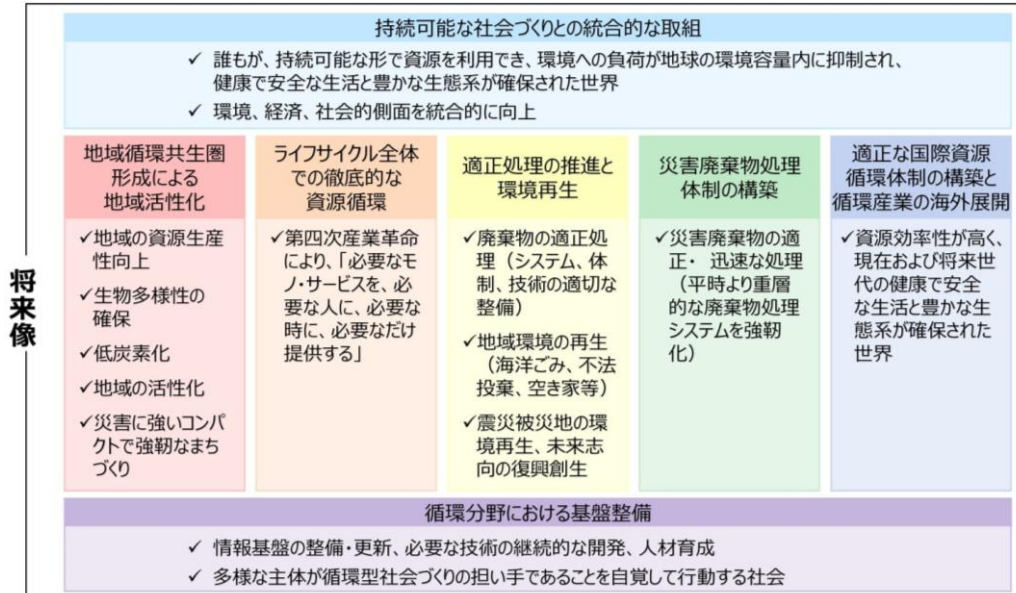 持続可能な社会づくりとの統合的な取組
✓ 誰もが、持続可能な形で資源を利用でき、環境への負荷が地球の環境容量内に抑制され、
健康で安全な生活と豊かな生態系が確保された世界
✓ 環境、経済、社会的側面を統合的に向上
将来像
地域循環共生圏
形成による
地域活性化
✓地域の資源生産
性向上
✓生物多様性の
確保
✓低炭素化
✓地域の活性化
✓災害に強いコンパ
クトで強靭なまち
づくり
ライフサイクル全体
での徹底的な
資源循環
✓第四次産業革命
により、「必要なモ
ノ・サービスを、必
要な人に、必要な
時に、必要なだけ
提供する」
適正処理の推進と
環境再生
✓廃棄物の適正処
理（システム、体
制、技術の適切な
整備）
✓地域環境の再生
（海洋ごみ、不法
投棄、空き家等）
✓震災被災地の環
境再生、未来志
向の復興創生
災害廃棄物処理
体制の構築
✓災害廃棄物の適
正・ 迅速な処理
（平時より重層
的な廃棄物処理
システムを強靭
化）
適正な国際資源
循環体制の構築と
循環産業の海外展開
✓資源効率性が高く、
現在および将来世
代の健康で安全
な生活と豊かな生
態系が確保された
世界
循環分野における基盤整備
✓ 情報基盤の整備・更新、必要な技術の継続的な開発、人材育成
✓ 多様な主体が循環型社会づくりの担い手であることを自覚して行動する社会